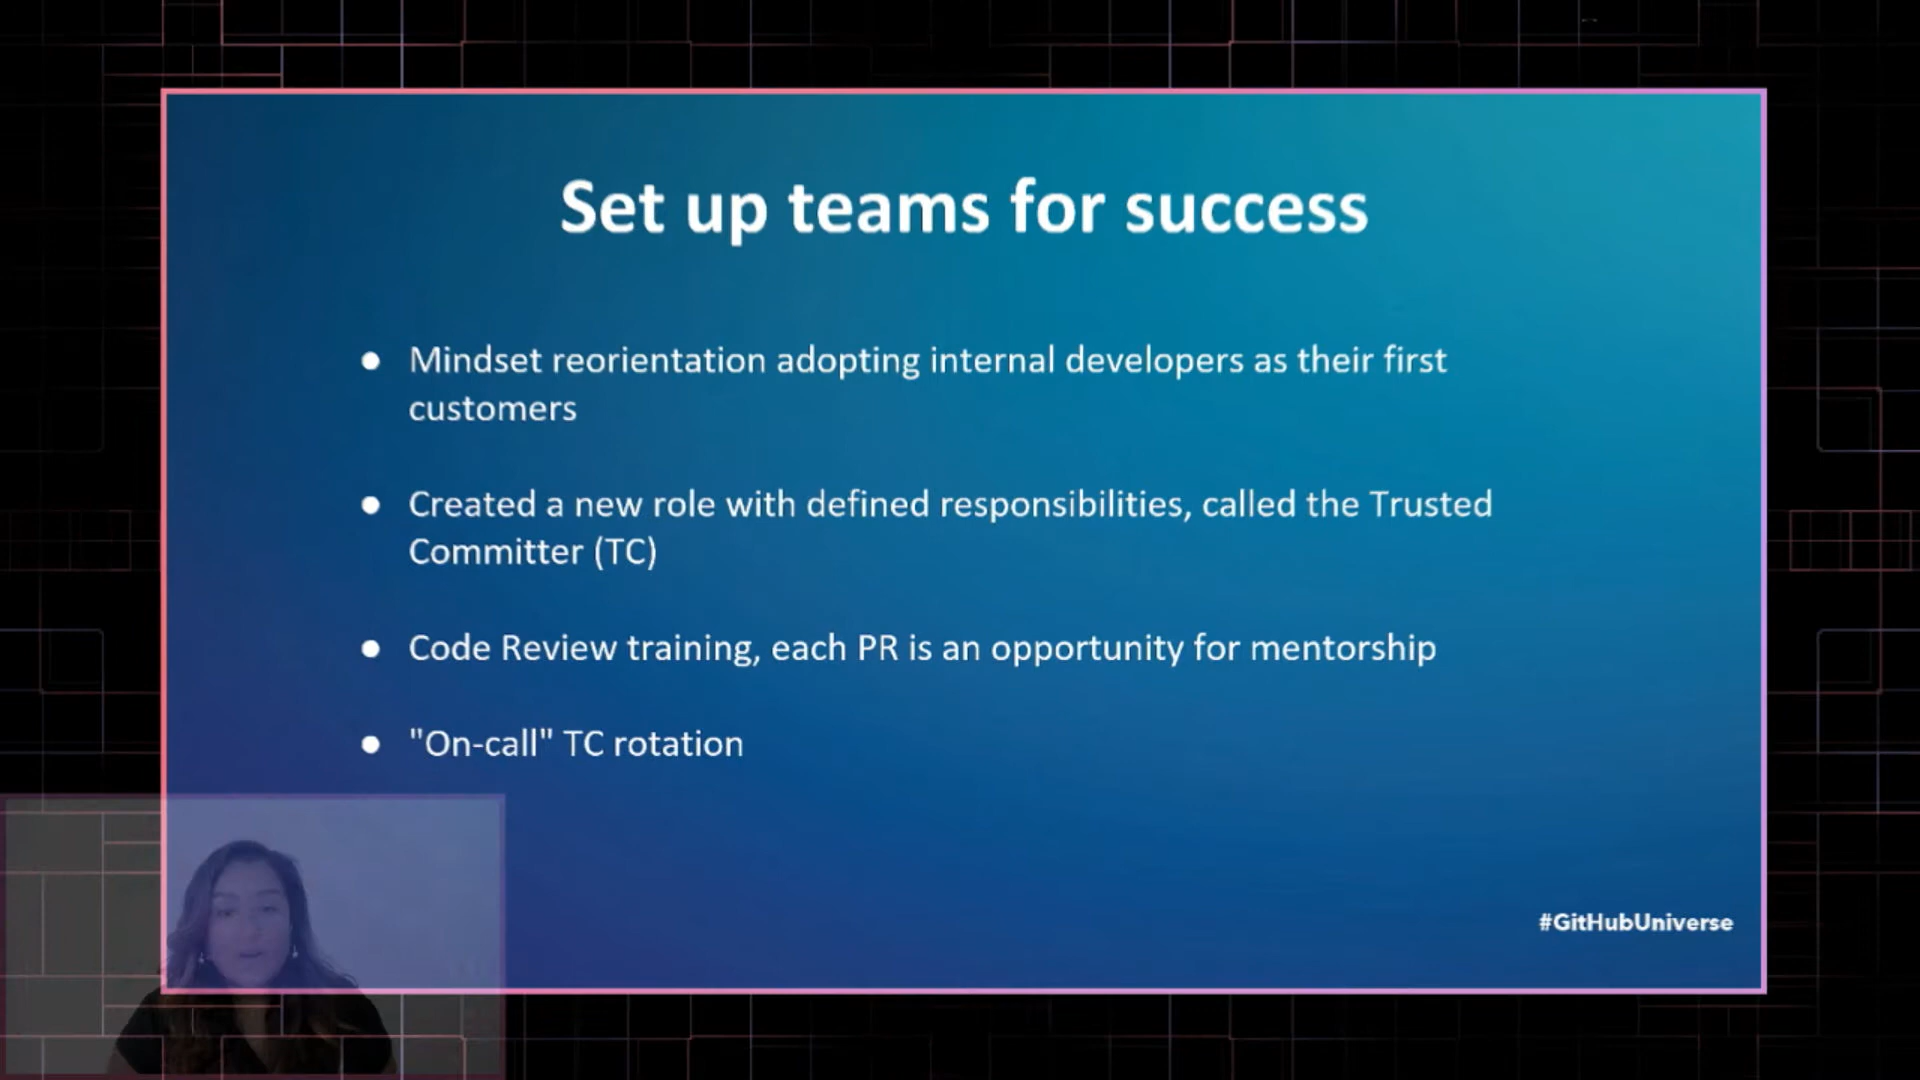 Set up teams for success
● Mindset reorientation adopting internal developers as their first
customers
● Created a new role with defined responsibilities, called the Trusted
Committer (TC)
● Code Review training, each PR is an opportunity for mentorship
● "On-call" TC rotation
#GitHubUniverse